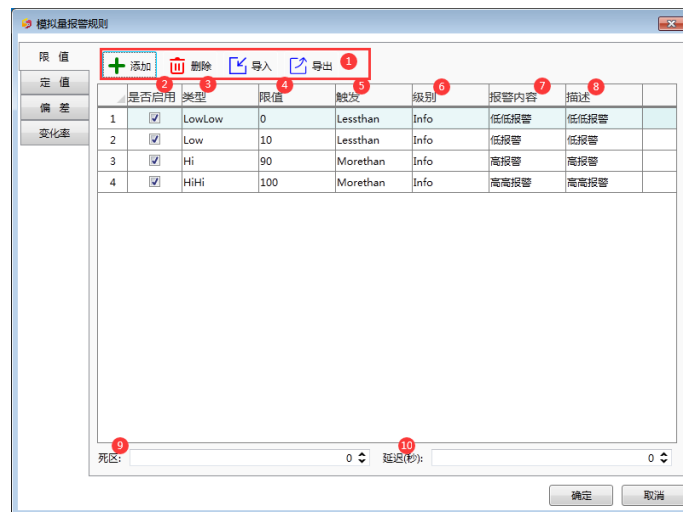 模拟量报警规则
限 值
定 值
偏 差
变化率
添加 删除 导入 导出 1
2 3 4 5 6 7 8
是否启用 类型 限值 触发 级别 报警内容 描述
1 LowLow 0 Lessthan Info 低低报警 低低报警
2 Low 10 Lessthan Info 低报警 低报警
3 Hi 90 Morethan Info 高报警 高报警
4 HiHi 100 Morethan Info 高高报警 高高报警
9 10
死区: 0 延迟(秒): 0
确定 取消